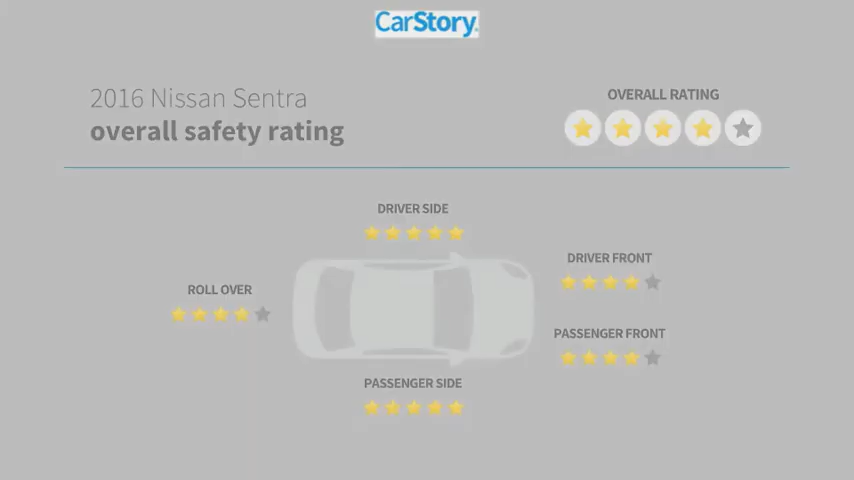 CarStory.
2016 Nissan Sentra
overall safety rating
OVERALL RATING
DRIVER SIDE
DRIVER FRONT
ROLL OVER
PASSENGER FRONT
PASSENGER SIDE